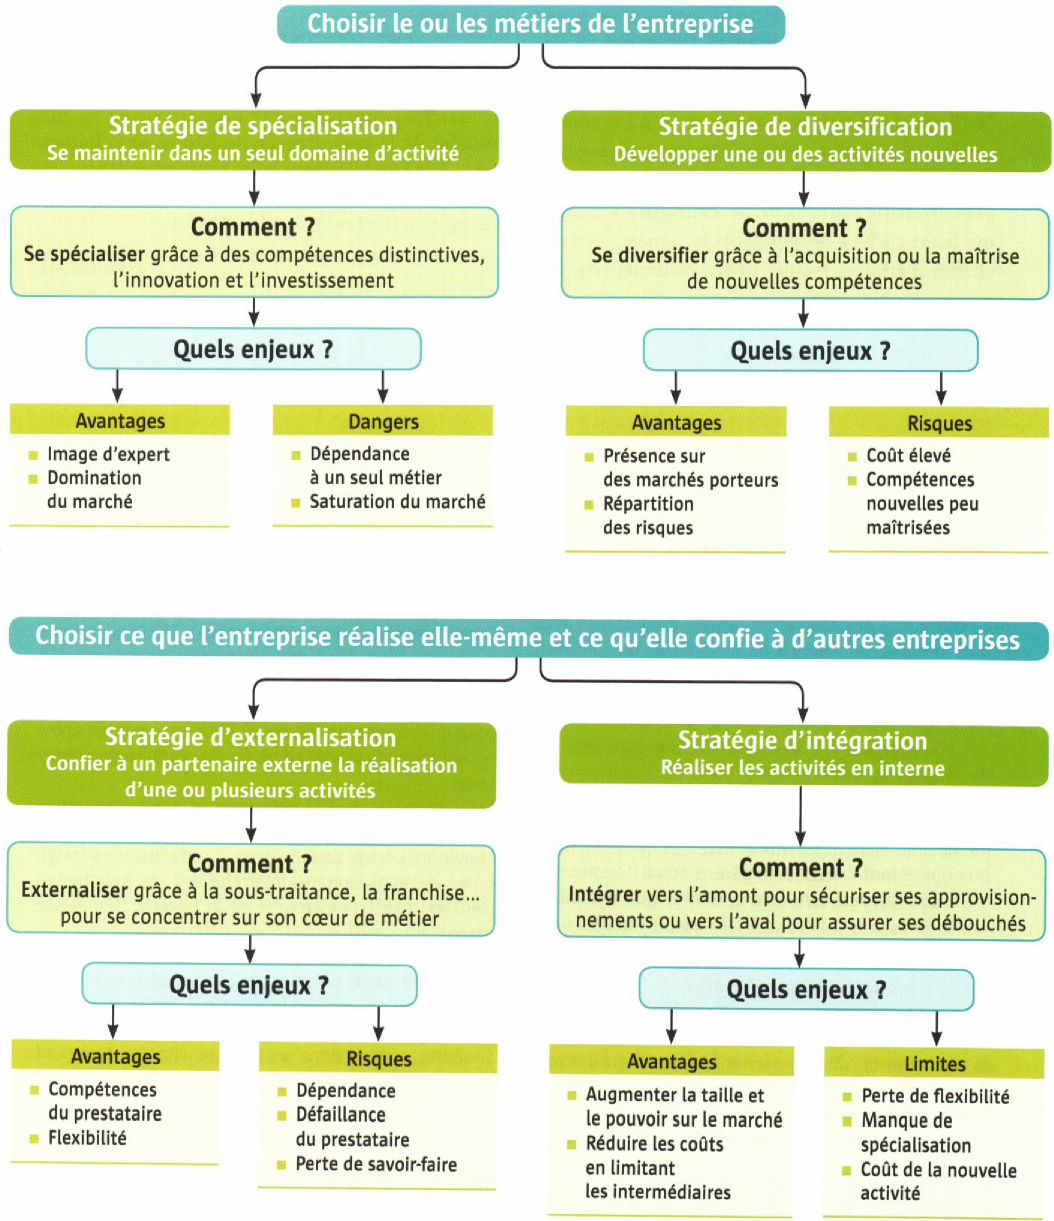 Choisir le ou les métiers de l'entreprise
Stratégie de spécialisation
Se maintenir dans un seul domaine d'activité
Comment ?
Se spécialiser grâce à des compétences distinctives,
l'innovation et l'investissement
Quels enjeux ?
Avantages
Image d'expert
Domination
du marché
Dangers
Dépendance
à un seul métier
Saturation du marché
Stratégie de diversification
Développer une ou des activités nouvelles
Comment ?
Se diversifier grâce à l'acquisition ou la maîtrise
de nouvelles compétences
Quels enjeux ?
Avantages
Présence sur
des marchés porteurs
Répartition
des risques
Risques
Coût élevé
Compétences
nouvelles peu
maîtrisées
Choisir ce que l'entreprise réalise elle-même et ce qu'elle confie à d'autres entreprises
Stratégie d'externalisation
Confier à un partenaire externe la réalisation
d'une ou plusieurs activités
Comment ?
Externaliser grâce à la sous-traitance, la franchise...
pour se concentrer sur son cœur de métier
Quels enjeux ?
Avantages
Compétences
du prestataire
Flexibilité
Risques
Dépendance
Défaillance
du prestataire
Perte de savoir-faire
Stratégie d'intégration
Réaliser les activités en interne
Comment ?
Intégrer vers l'amont pour sécuriser ses approvision-
nements ou vers l'aval pour assurer ses débouchés
Quels enjeux ?
Avantages
Augmenter la taille et
le pouvoir sur le marché
Réduire les coûts
en limitant
les intermédiaires
Limites
Perte de flexibilité
Manque de
spécialisation
Coût de la nouvelle
activité